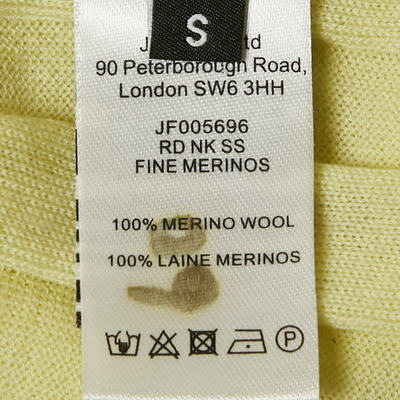 S
90 Peterborough Road,
London SW6 3HH
JF005696
RD NK SS
FINE MERINOS
100% MERINO WOOL
100% LAINE MERINOS
P